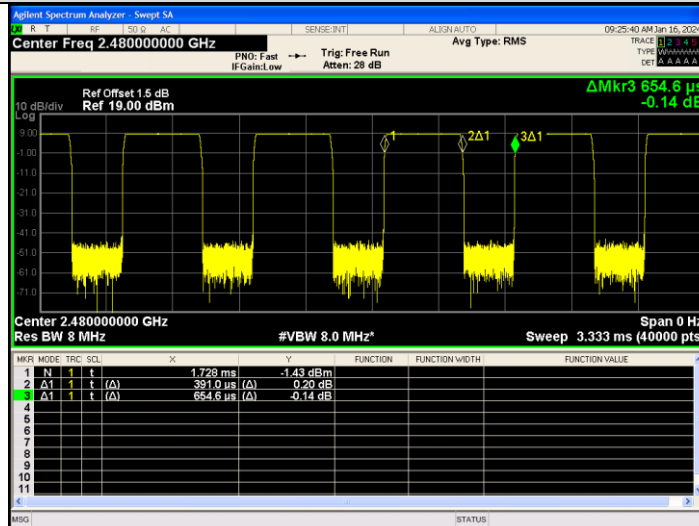 Agilent Spectrum Analyzer - Swept SA
R T RF 50 Ω AC SENSE:INT ALIGN AUTO 09:25:40 AM Jan 16, 2024
Center Freq 2.480000000 GHz Avg Type: RMS TRACE 1 2 3 4 5
PNO: Fast Trig: Free Run TYPE
IFGain:Low Atten: 28 dB DET A A A A A
ΔMkr3 654.6 µs
Ref Offset 1.5 dB
10 dB/div Ref 19.00 dBm -0.14 dB
Log
9.00
-1.00
-11.0
-21.0
-31.0
-41.0
-51.0
-61.0
-71.0
1 2Δ1 3Δ1
Center 2.480000000 GHz Span 0 Hz
Res BW 8 MHz #VBW 8.0 MHz* Sweep 3.333 ms (40000 pts
MKR MODE TRC SCL X Y FUNCTION FUNCTION WIDTH FUNCTION VALUE
1 N 1 t 1.728 ms -1.43 dBm
2 Δ1 1 t (Δ) 391.0 µs (Δ) 0.20 dB
3 Δ1 1 t (Δ) 654.6 µs (Δ) -0.14 dB
4
5
6
7
8
9
10
11
MSG STATUS